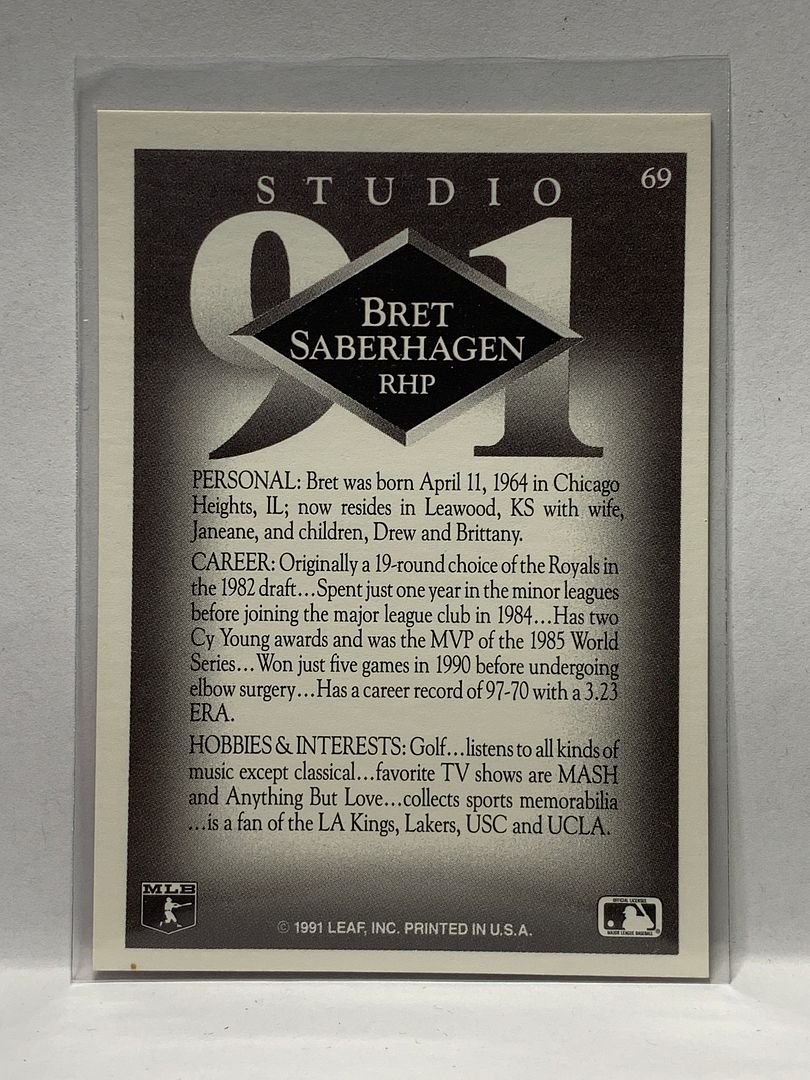 69
STUDIO
91
BRET
SABERHAGEN
RHP
PERSONAL: Bret was born April 11, 1964 in Chicago
Heights, IL; now resides in Leawood, KS with wife,
Janeane, and children, Drew and Brittany.
CAREER: Originally a 19-round choice of the Royals in
the 1982 draft...Spent just one year in the minor leagues
before joining the major league club in 1984...Has two
Cy Young awards and was the MVP of the 1985 World
Series...Won just five games in 1990 before undergoing
elbow surgery...Has a career record of 97-70 with a 3.23
ERA.
HOBBIES & INTERESTS: Golf...listens to all kinds of
music except classical...favorite TV shows are MASH
and Anything But Love...collects sports memorabilia
...is a fan of the LA Kings, Lakers, USC and UCLA.
MLB
© 1991 LEAF, INC. PRINTED IN U.S.A.
OFFICIAL LICENSEE
MAJOR LEAGUE BASEBALL